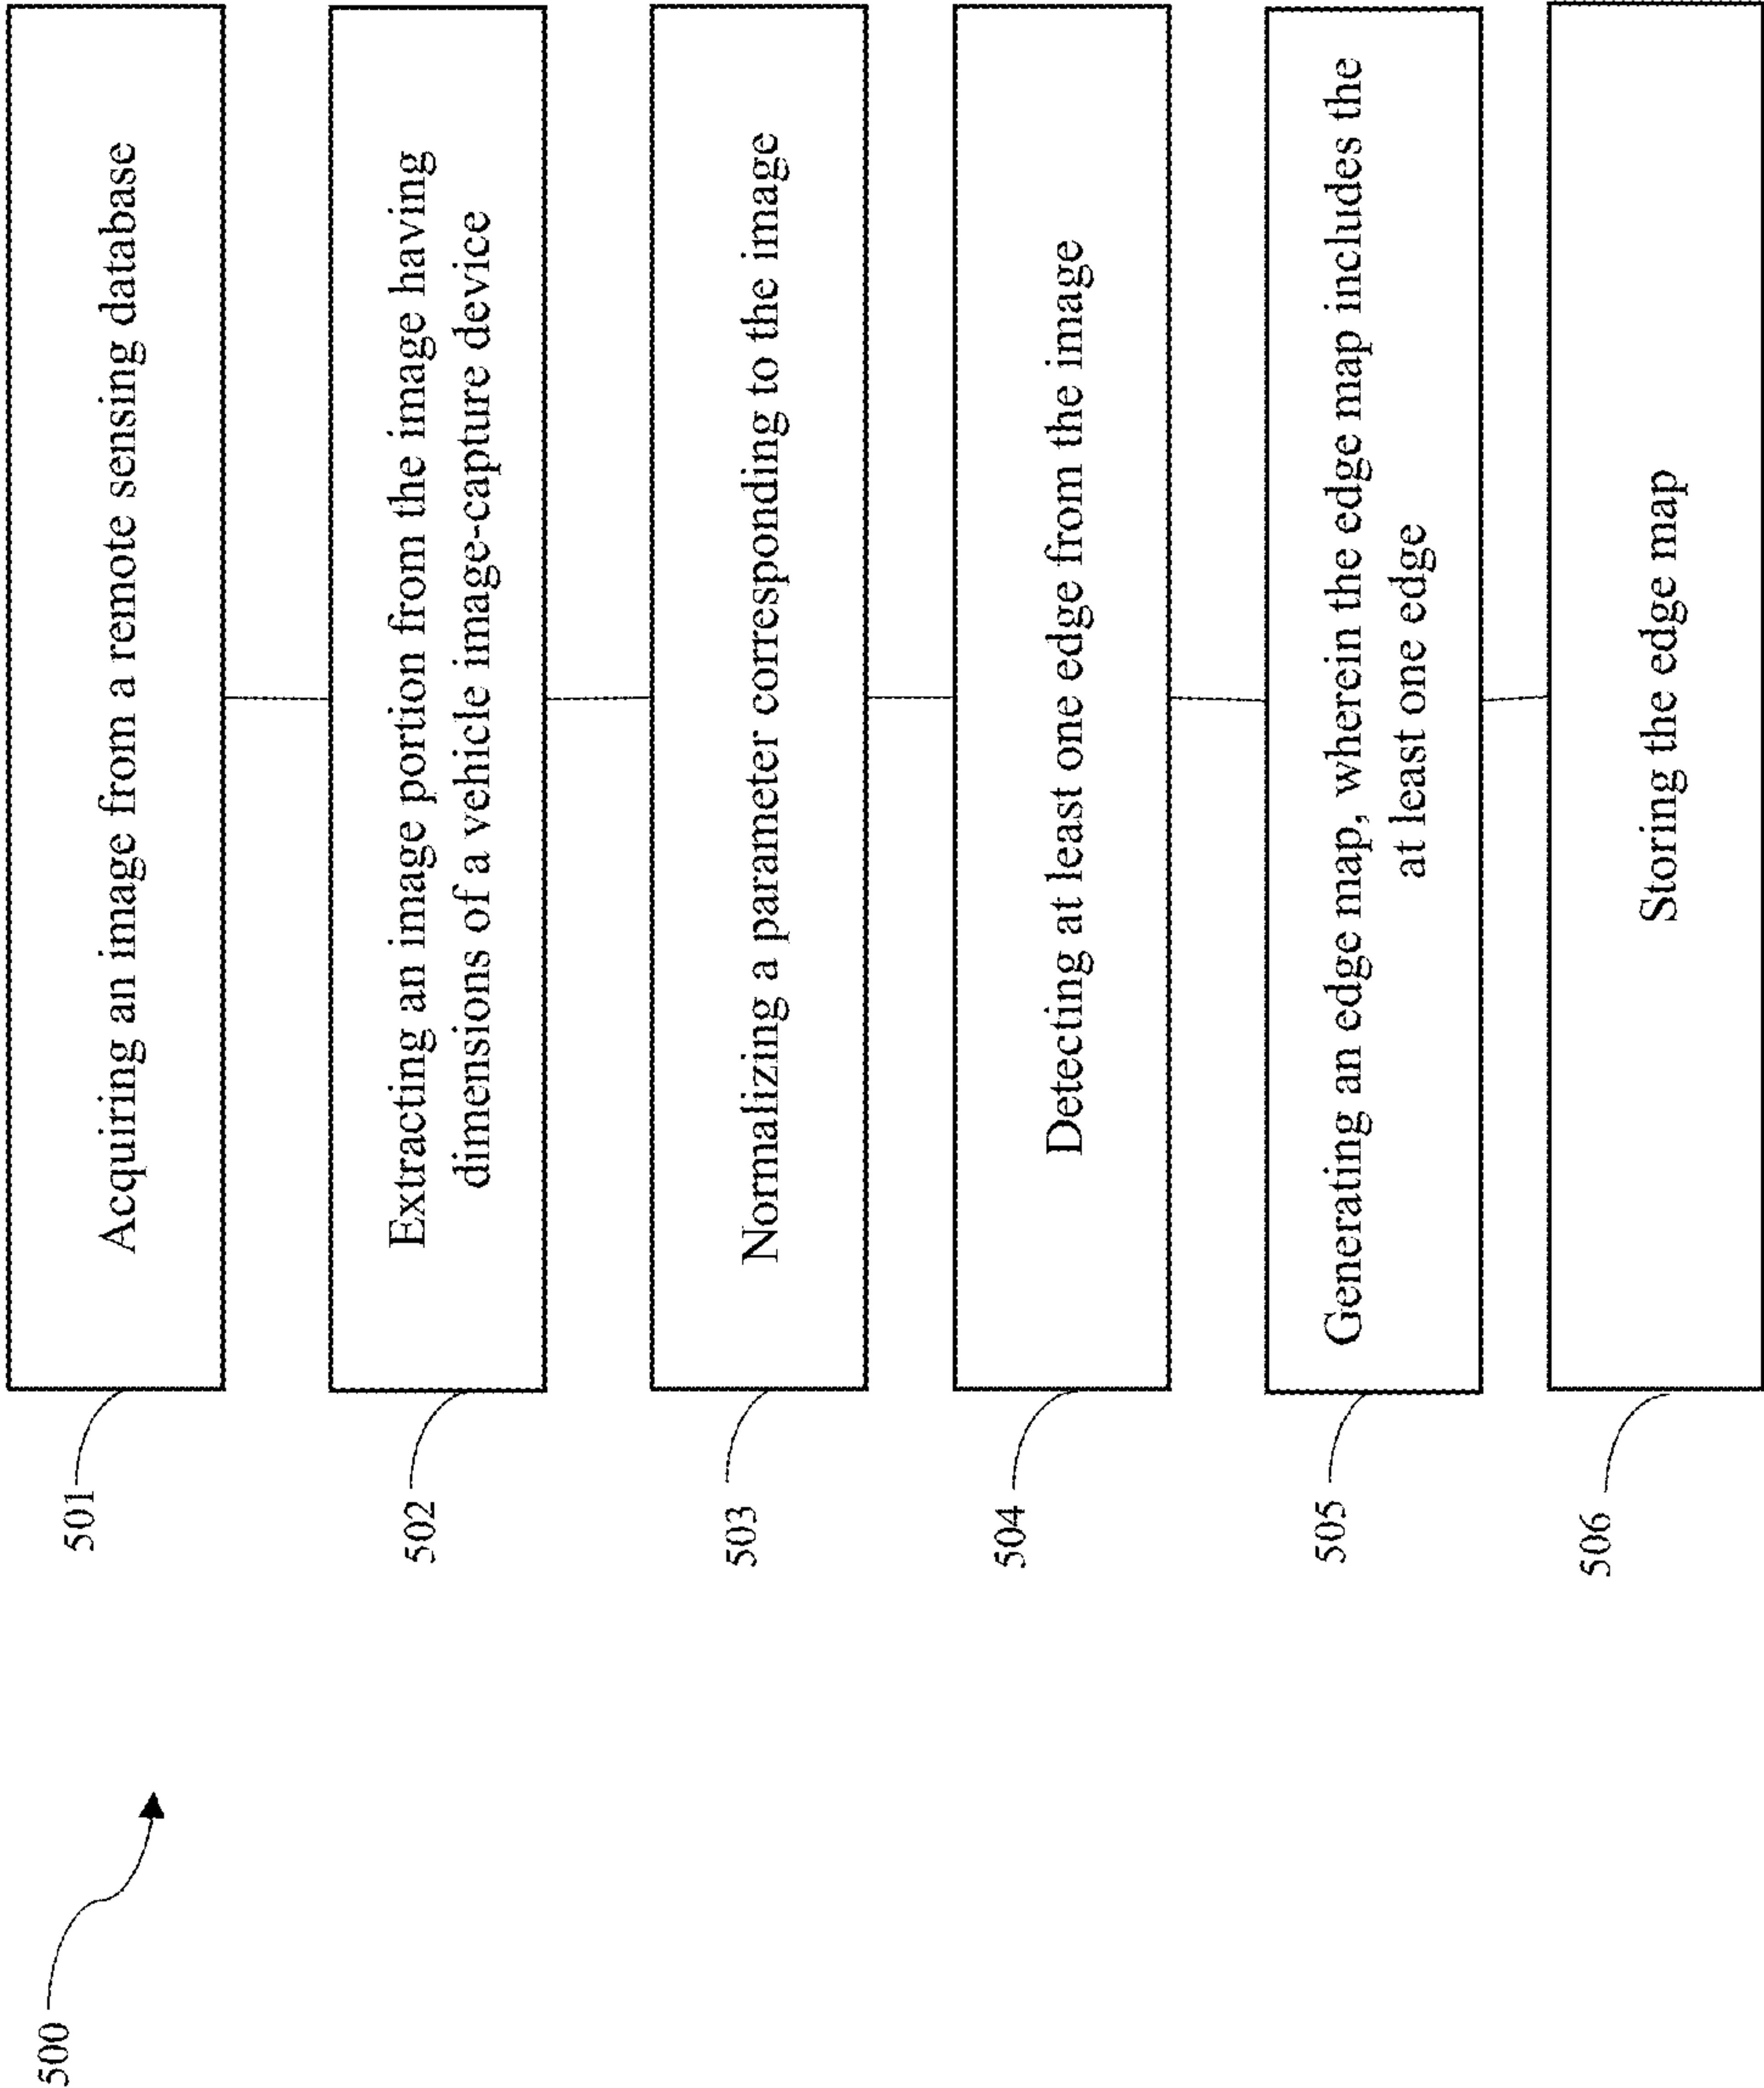 500
501
Acquiring an image from a remote sensing database
502
Extracting an image portion from the image having
dimensions of a vehicle image-capture device
503
Normalizing a parameter corresponding to the image
504
Detecting at least one edge from the image
505
Generating an edge map, wherein the edge map includes the
at least one edge
506
Storing the edge map